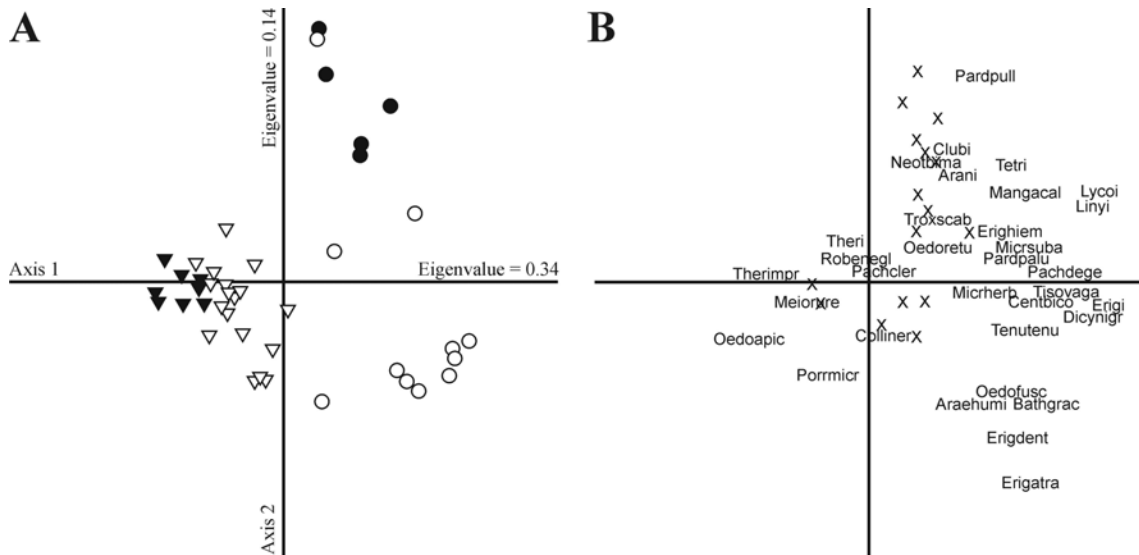 A
Eigenvalue = 0.14
Axis 1
Eigenvalue = 0.34
Axis 2
B
X
Pardpull
X
X
X
X
Clubi
X
Tetri
Arani
X
Mangacal
Lycoi
X
Linyi
Troxscab
X
X
Erighiem
Theri
Oedoretu
Micrsuba
Robenegl
Pardpalu
Therimpr
Pachcler
Pachdege
X
Micrherb
Tisovaga
X
X
X
Centbico
Erigi
Dicynigr
X
Colliner
X
Tenutenu
Oedoapic
Porrmicr
Oedofusc
Araehumi
Bathgrac
Erigdent
Erigatra